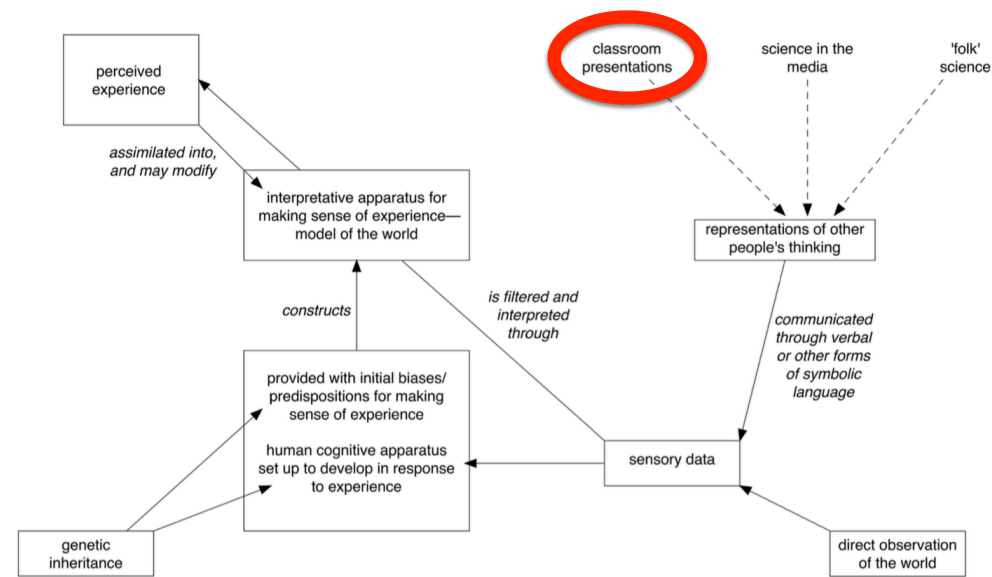 classroom
presentations
science in the
media
'folk'
science
perceived
experience
assimilated into,
and may modify
interpretative apparatus for
making sense of experience—
model of the world
representations of other
people's thinking
constructs
is filtered and
interpreted
through
communicated
through verbal
or other forms
of symbolic
language
provided with initial biases/
predispositions for making
sense of experience
human cognitive apparatus
set up to develop in response
to experience
sensory data
genetic
inheritance
direct observation
of the world